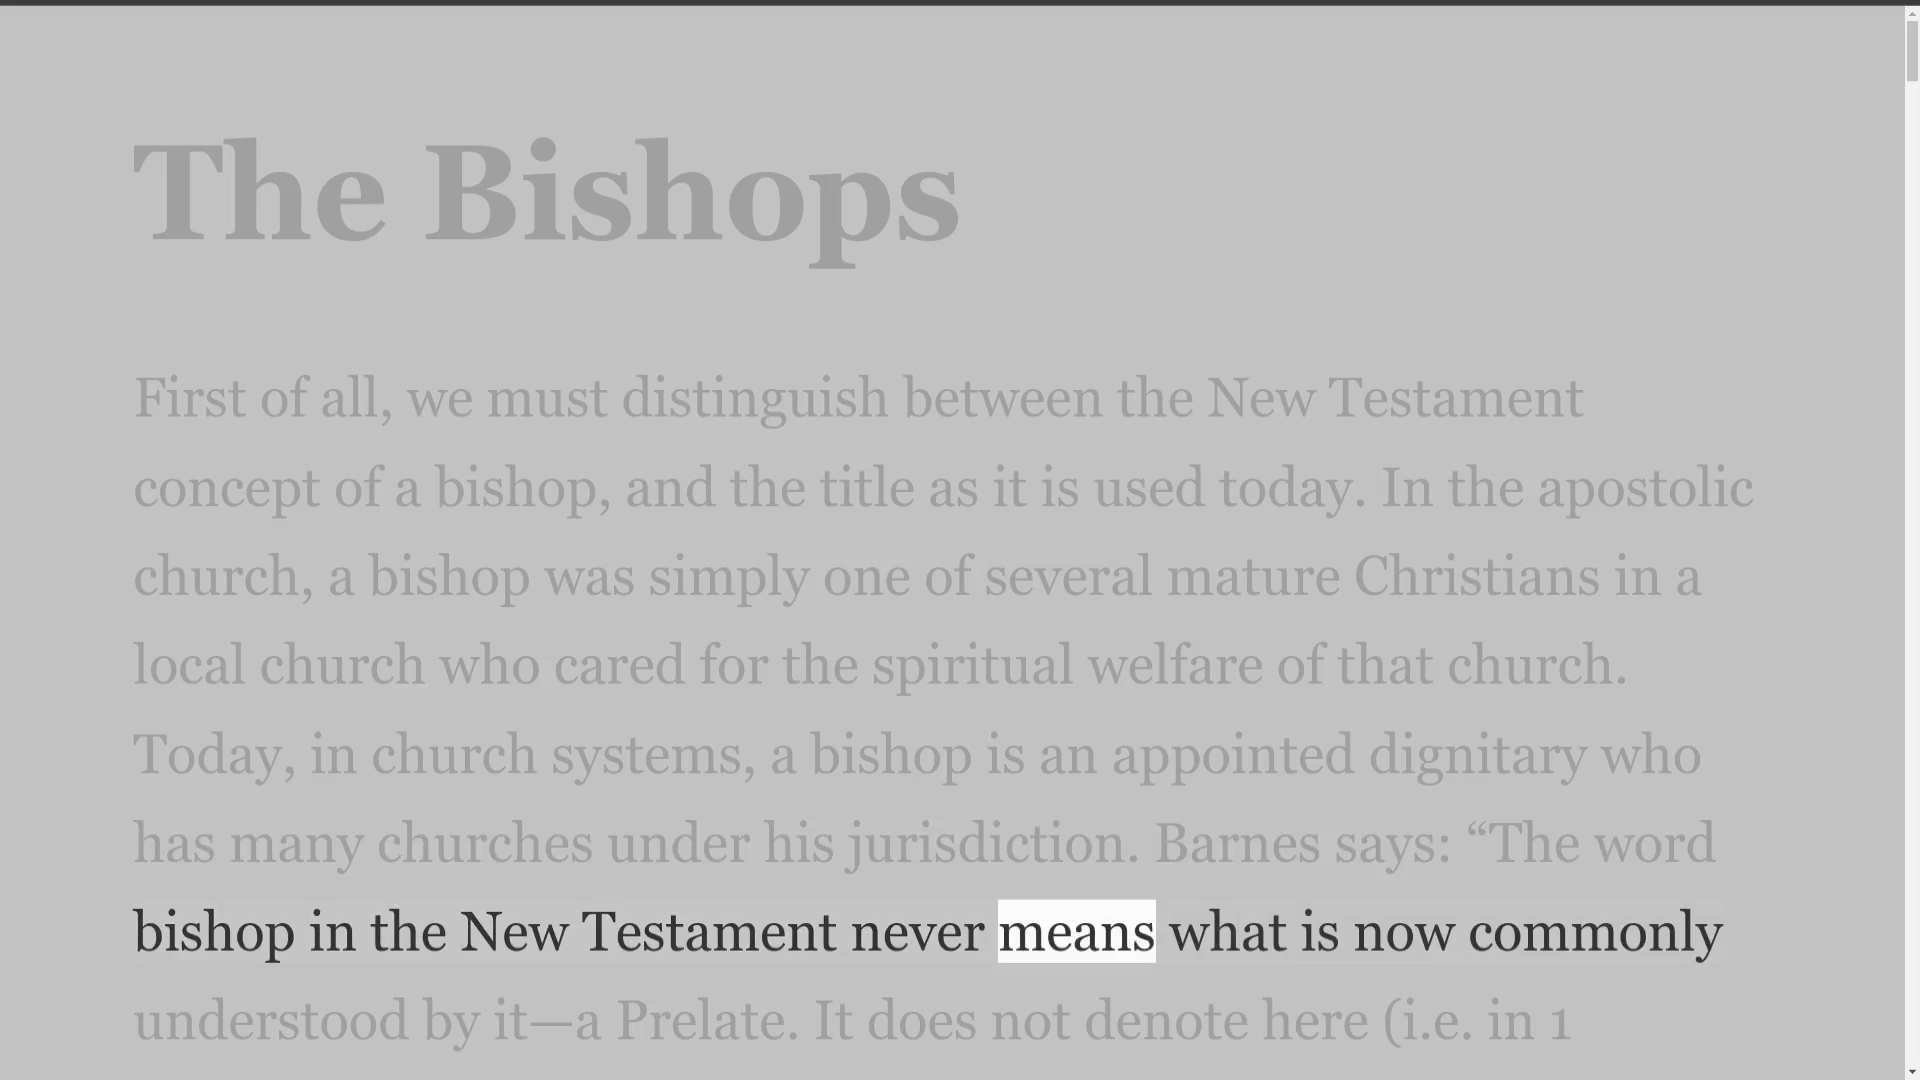 The Bishops
First of all, we must distinguish between the New Testament
concept of a bishop, and the title as it is used today. In the apostolic
church, a bishop was simply one of several mature Christians in a
local church who cared for the spiritual welfare of that church.
Today, in church systems, a bishop is an appointed dignitary who
has many churches under his jurisdiction. Barnes says: “The word
bishop in the New Testament never means what is now commonly
understood by it—a Prelate. It does not denote here (i.e. in 1